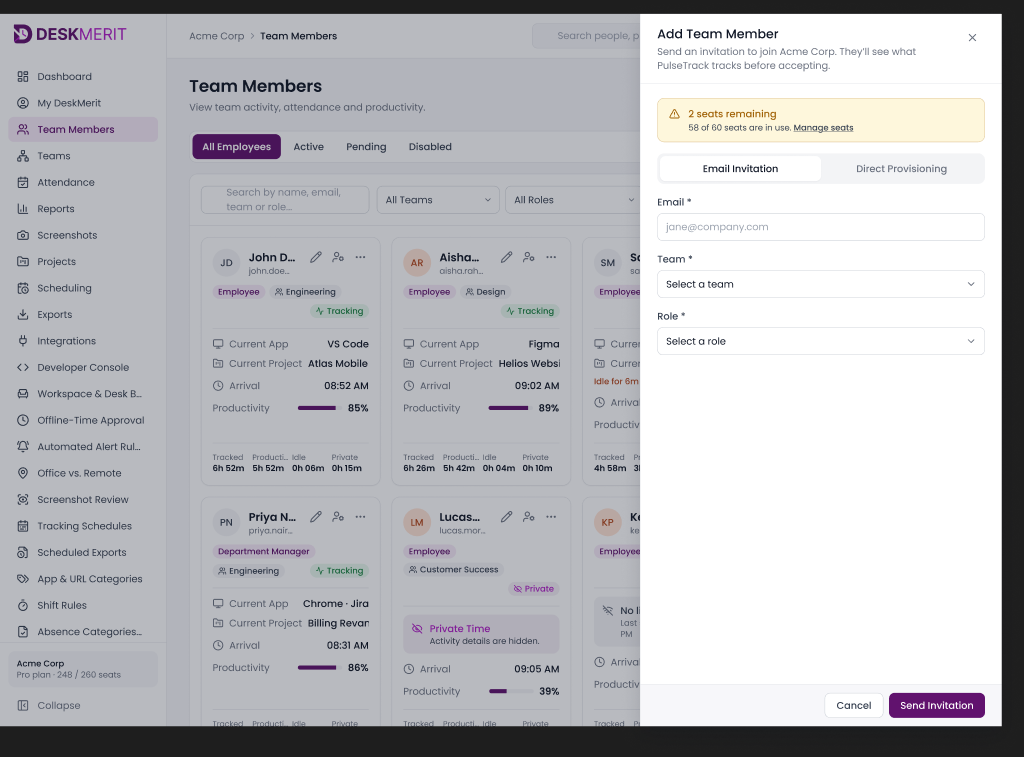 DESKMERIT
Dashboard
My DeskMerit
Team Members
Teams
Attendance
Reports
Screenshots
Projects
Scheduling
Exports
Integrations
Developer Console
Workspace & Desk B...
Offline-Time Approval
Automated Alert Rul...
Office vs. Remote
Screenshot Review
Tracking Schedules
Scheduled Exports
App & URL Categories
Shift Rules
Absence Categories...
Acme Corp
Pro plan · 248 / 260 seats
Collapse
Acme Corp > Team Members
Search people, p
Team Members
View team activity, attendance and productivity.
All Employees Active Pending Disabled
Search by name, email,
team or role...
All Teams
All Roles
JD
John D...
john.doe...
Employee
Engineering
Tracking
Current App VS Code
Current Project Atlas Mobile
Arrival 08:52 AM
Productivity 85%
Tracked Producti... Idle Private
6h 52m 5h 52m 0h 06m 0h 15m
AR
Aisha...
aisha.rah...
Employee
Design
Tracking
Current App Figma
Current Project Helios Websi
Arrival 09:02 AM
Productivity 89%
Tracked Producti... Idle Private
6h 26m 5h 42m 0h 04m 0h 10m
SM
Employee
Idle for 6m
Arriva
Productiv
Tracked
4h 58m
PN
Priya N...
priya.nair...
Department Manager
Engineering
Tracking
Current App Chrome · Jira
Current Project Billing Revar
Arrival 08:31 AM
Productivity 86%
Tracked Producti... Idle Private
LM
Lucas...
lucas.mor...
Employee
Customer Success
Private
Private Time
Activity details are hidden.
Arrival 09:05 AM
Productivity 39%
Tracked Producti... Idle Private
KP
Ke
Employee
No li
Last
PM
Arriva
Productiv
Tracked Producti
Add Team Member
Send an invitation to join Acme Corp. They'll see what
PulseTrack tracks before accepting.
2 seats remaining
58 of 60 seats are in use. Manage seats
Email Invitation
Direct Provisioning
Email *
jane@company.com
Team *
Select a team
Role *
Select a role
Cancel
Send Invitation